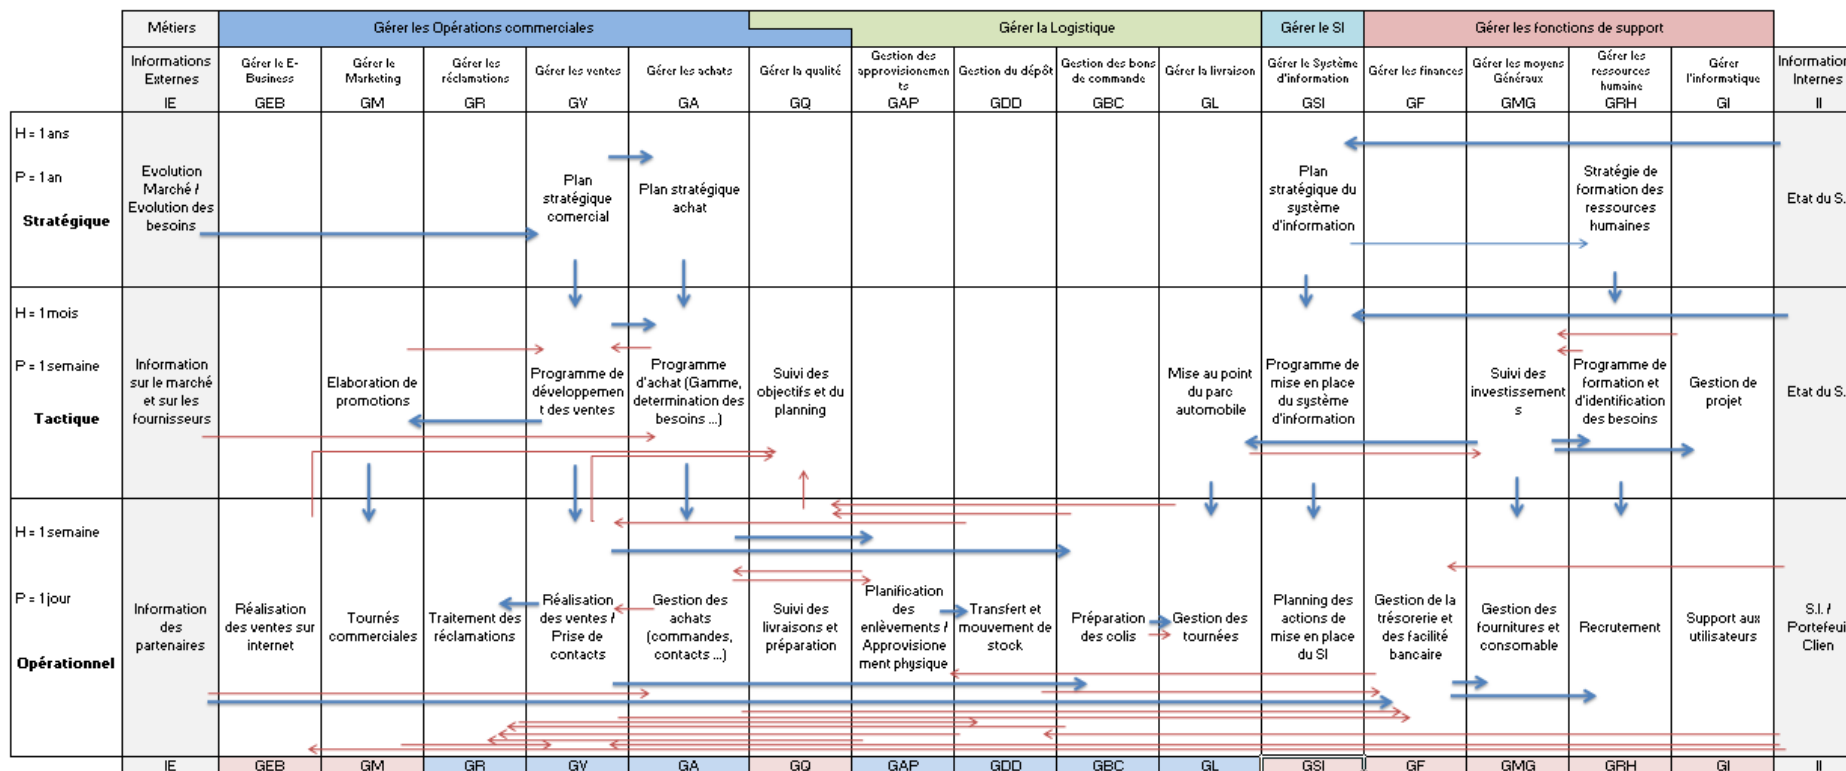 Métiers
Gérer les Opérations commerciales
Gérer la Logistique
Gérer le SI
Gérer les fonctions de support
Informations
Externes
IE
Gérer le E-
Business
GEB
Gérer le
Marketing
GM
Gérer les
réclamations
GR
Gérer les ventes
GV
Gérer les achats
GA
Gérer la qualité
GQ
Gestion des
approvisionemen
ts
GAP
Gestion du dépôt
GDD
Gestion des bons
de commande
GBC
Gérer la livraison
GL
Gérer le Système
d'information
GSI
Gérer les finances
GF
Gérer les moyens
Généraux
GMG
Gérer les
ressources
humaine
GRH
Gérer
l'informatique
GI
Information
Internes
II
H = 1 ans
P = 1 an
Stratégique
Evolution
Marché /
Evolution des
besoins
Plan
stratégique
comercial
Plan stratégique
achat
Plan
stratégique du
système
d'information
Stratégie de
formation des
ressources
humaines
Etat du S.
H = 1 mois
P = 1 semaine
Tactique
Information
sur le marché
et sur les
fournisseurs
Elaboration de
promotions
Programme de
développemen
t des ventes
Programme
d'achat (Gamme,
determination des
besoins ...)
Suivi des
objectifs et du
planning
Mise au point
du parc
automobile
Programme de
mise en place
du système
d'information
Suivi des
investissement
s
Programme de
formation et
d'identification
des besoins
Gestion de
projet
Etat du S.
H = 1 semaine
P = 1 jour
Opérationnel
Information
des
partenaires
Réalisation
des ventes sur
internet
Tournés
commerciales
Traitement des
réclamations
Réalisation
des ventes /
Prise de
contacts
Gestion des
achats
(commandes,
contacts ...)
Suivi des
livraisons et
préparation
Planification
des
enlèvements /
Approvisione
ment physique
Transfert et
mouvement de
stock
Préparation
des colis
Gestion des
tournées
Planning des
actions de
mise en place
du SI
Gestion de la
trésorerie et
des facilité
bancaire
Gestion des
fournitures et
consomable
Recrutement
Support aux
utilisateurs
S.I. /
Portefeui
Clien
IE GEB GM GR GV GA GQ GAP GDD GBC GL GSI GF GMG GRH GI II